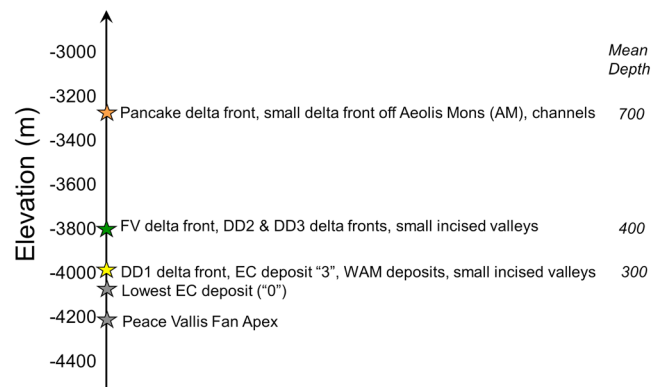 Mean
Depth
-3000
-3200
Pancake delta front, small delta front off Aeolis Mons (AM), channels 700
-3400
-3600
-3800 FV delta front, DD2 & DD3 delta fronts, small incised valleys 400
-4000 DD1 delta front, EC deposit “3”, WAM deposits, small incised valleys 300
Lowest EC deposit (“0”)
-4200 Peace Vallis Fan Apex
-4400
Elevation (m)